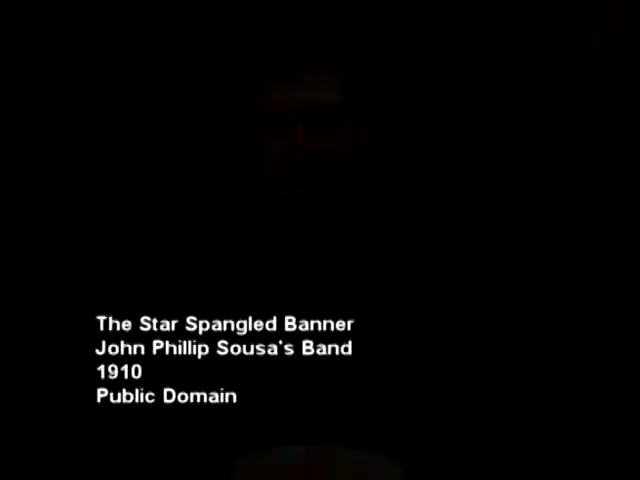 The Star Spangled Banner
John Phillip Sousa's Band
1910
Public Domain